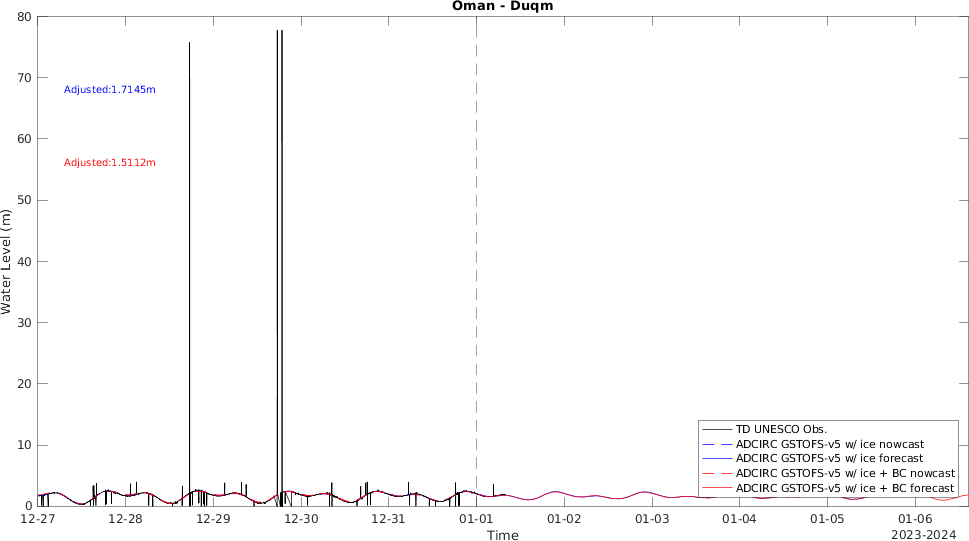 Oman - Duqm
80
70
60
50
40
30
20
10
0
Water Level (m)
Adjusted:1.7145m
Adjusted:1.5112m
TD UNESCO Obs.
ADCIRC GSTOFS-v5 w/ ice nowcast
ADCIRC GSTOFS-v5 w/ ice forecast
ADCIRC GSTOFS-v5 w/ ice + BC nowcast
ADCIRC GSTOFS-v5 w/ ice + BC forecast
12-27 12-28 12-29 12-30 12-31 01-01 01-02 01-03 01-04 01-05 01-06
Time
2023-2024